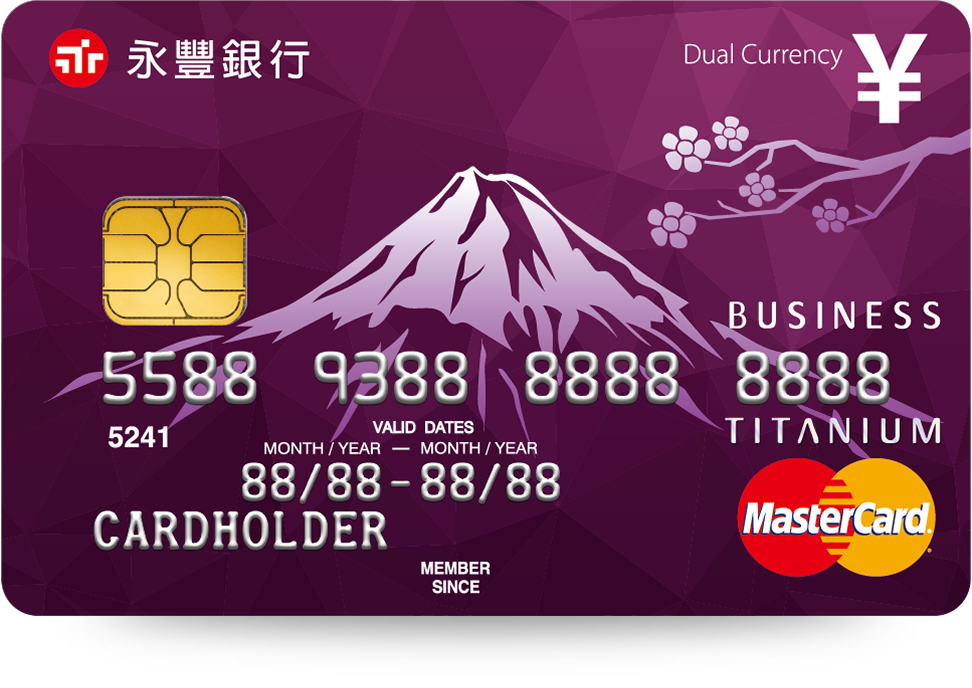 永豐銀行
Dual Currency ¥
BUSINESS
5588 9388 8888 8888
5241
TITANIUM
VALID DATES
MONTH / YEAR — MONTH / YEAR
88/88-88/88
CARDHOLDER
MasterCard.
MEMBER
SINCE